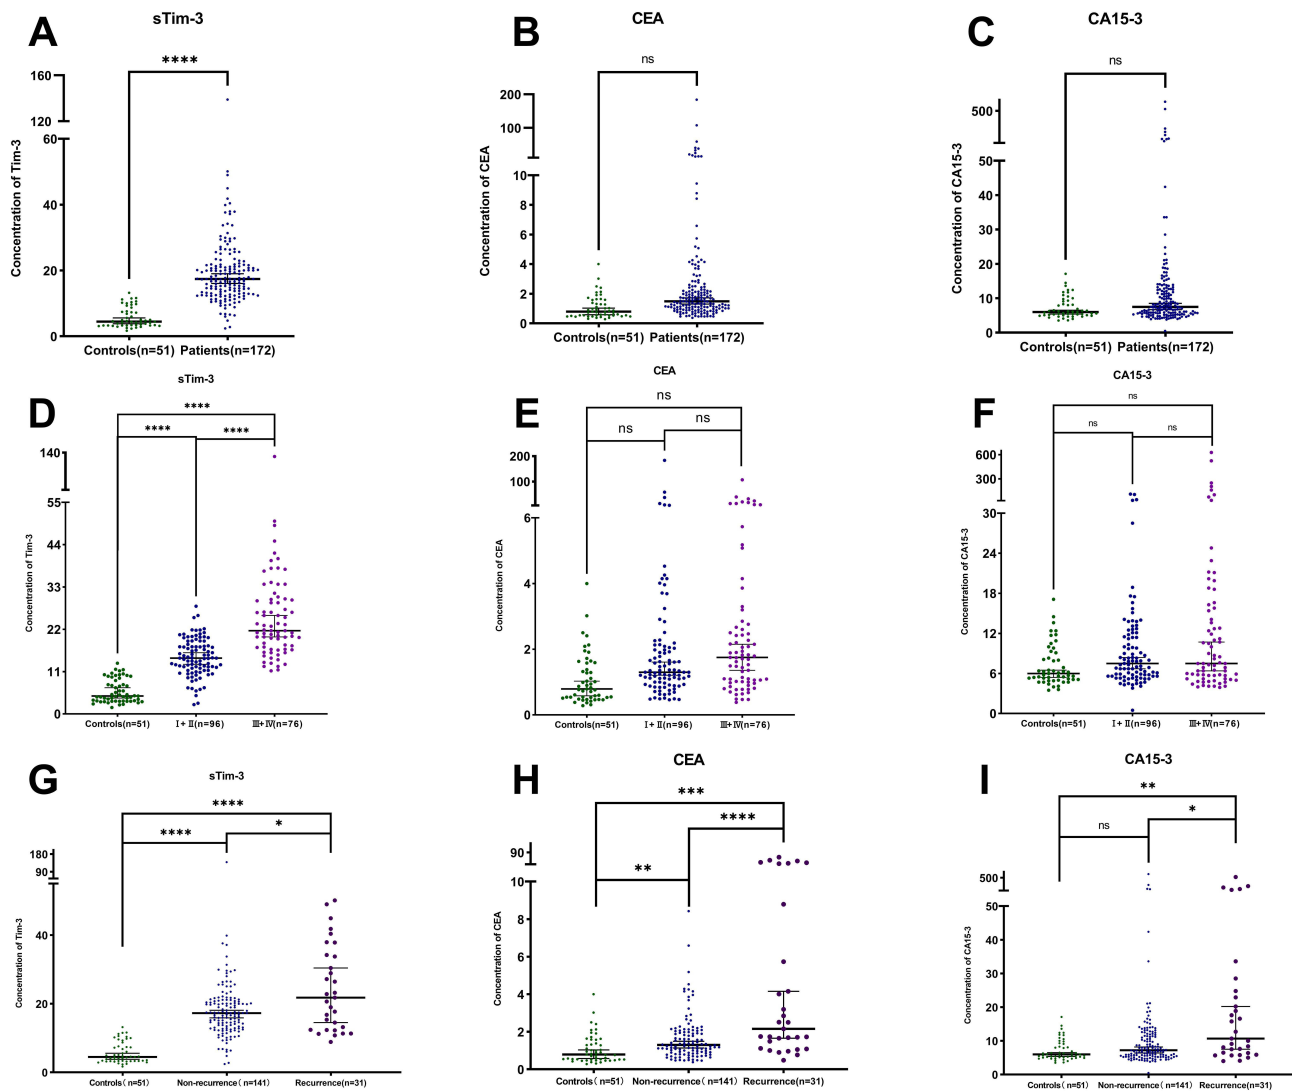 A
sTim-3
****
Concentration of Tim-3
160
120
60
40
20
0
Controls(n=51) Patients(n=172)
B
CEA
ns
Concentration of CEA
200
100
10
8
6
4
2
0
Controls(n=51) Patients(n=172)
C
CA15-3
ns
Concentration of CA15-3
500
50
40
30
20
10
0
Controls(n=51) Patients(n=172)
D
sTim-3
****
****
****
Concentration of Tim-3
140
55
44
33
22
11
0
Controls(n=51) Ⅰ+Ⅱ(n=96) Ⅲ+Ⅳ(n=76)
E
CEA
ns
ns
ns
Concentration of CEA
200
100
6
4
2
0
Controls(n=51) Ⅰ+Ⅱ(n=96) Ⅲ+Ⅳ(n=76)
F
CA15-3
ns
ns
ns
Concentration of CA15-3
600
300
30
24
18
12
6
0
Controls(n=51) Ⅰ+Ⅱ(n=96) Ⅲ+Ⅳ(n=76)
G
sTim-3
****
****
*
Concentration of Tim-3
180
90
40
20
0
Controls(n=51) Non-recurrence(n=141) Recurrence(n=31)
H
CEA
***
****
**
Concentration of CEA
90
10
8
6
4
2
0
Controls(n=51) Non-recurrence(n=141) Recurrence(n=31)
I
CA15-3
**
*
ns
Concentration of CA15-3
500
50
40
30
20
10
0
Controls(n=51) Non-recurrence(n=141) Recurrence(n=31)